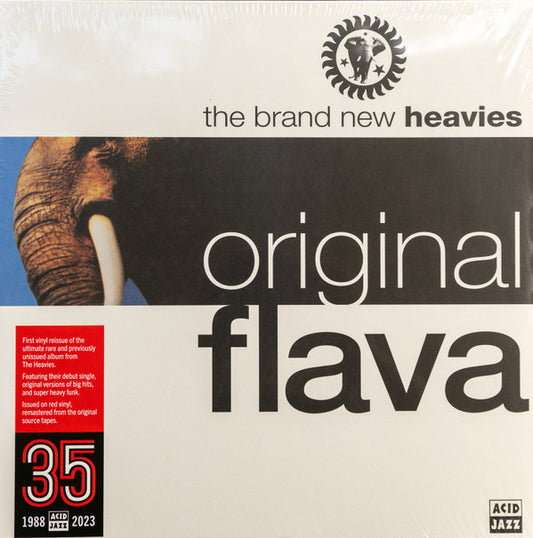 the brand new heavies
original
flava
First vinyl reissue of the
ultimate rare and previously
unissued album from
The Heavies.
Featuring their debut single,
original versions of big hits,
and super heavy funk.
Issued on red vinyl,
remastered from the original
source tapes.
35
1988 ACID JAZZ 2023
ACID
JAZZ